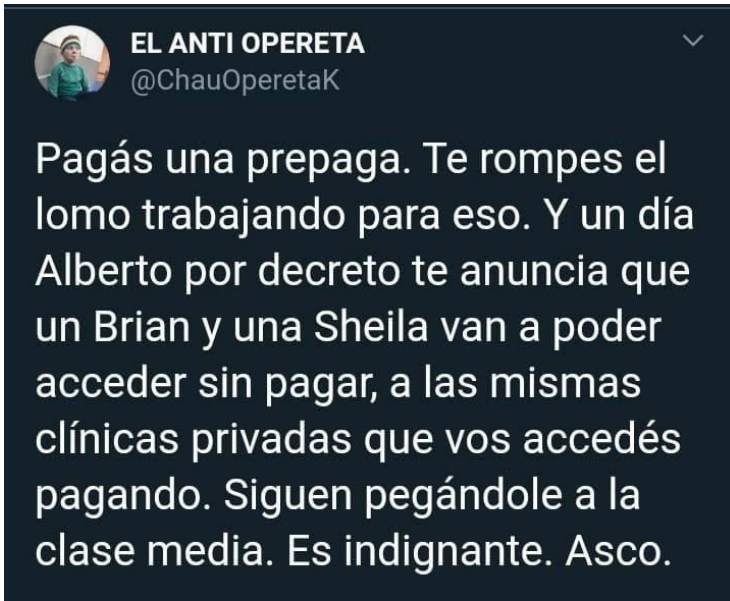 EL ANTI OPERETA
@ChauOperetaK
Pagás una prepaga. Te rompes el
lomo trabajando para eso. Y un día
Alberto por decreto te anuncia que
un Brian y una Sheila van a poder
acceder sin pagar, a las mismas
clínicas privadas que vos accedés
pagando. Siguen pegándole a la
clase media. Es indignante. Asco.